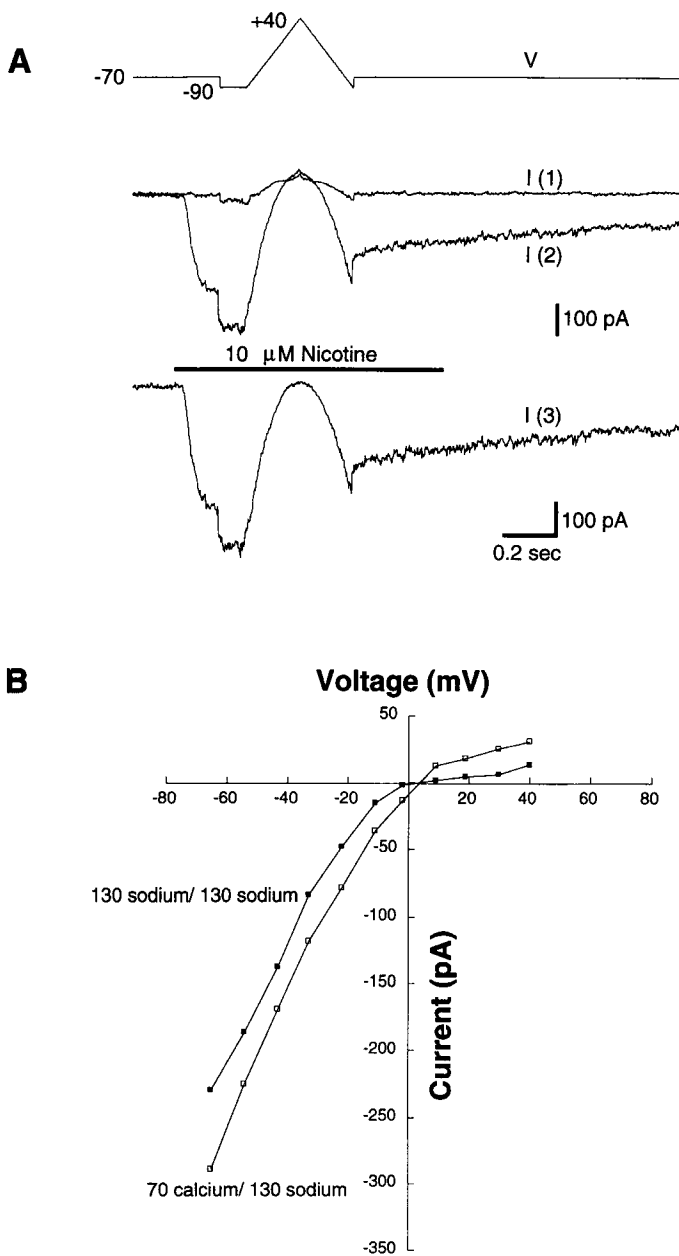 A
+40
-70
-90
V
I (1)
I (2)
100 pA
10 µM Nicotine
I (3)
100 pA
0.2 sec
B
Voltage (mV)
50
-80 -60 -40 -20 20 40 60 80
-50
130 sodium/ 130 sodium
-100
-150
-200
-250
70 calcium/ 130 sodium
-300
-350
Current (pA)